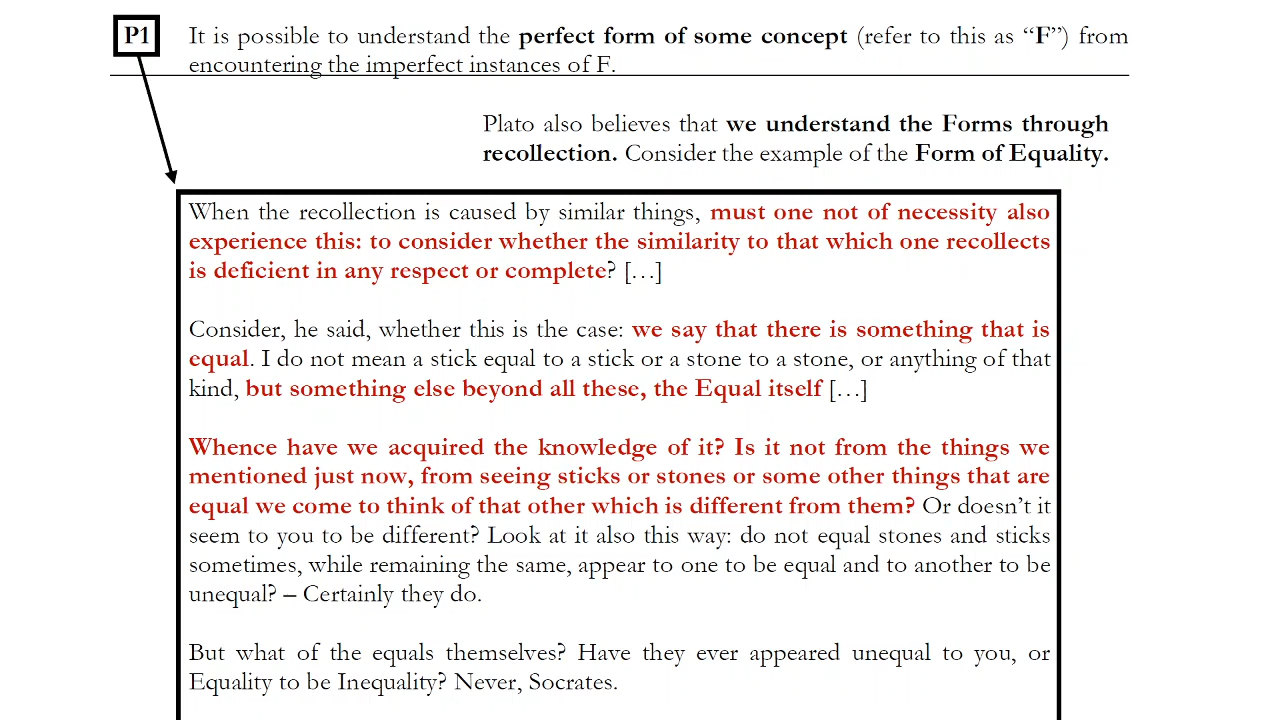 P1
It is possible to understand the perfect form of some concept (refer to this as “F”) from
encountering the imperfect instances of F.
Plato also believes that we understand the Forms through
recollection. Consider the example of the Form of Equality.
When the recollection is caused by similar things, must one not of necessity also
experience this: to consider whether the similarity to that which one recollects
is deficient in any respect or complete? […]
Consider, he said, whether this is the case: we say that there is something that is
equal. I do not mean a stick equal to a stick or a stone to a stone, or anything of that
kind, but something else beyond all these, the Equal itself […]
Whence have we acquired the knowledge of it? Is it not from the things we
mentioned just now, from seeing sticks or stones or some other things that are
equal we come to think of that other which is different from them? Or doesn’t it
seem to you to be different? Look at it also this way: do not equal stones and sticks
sometimes, while remaining the same, appear to one to be equal and to another to be
unequal? – Certainly they do.
But what of the equals themselves? Have they ever appeared unequal to you, or
Equality to be Inequality? Never, Socrates.